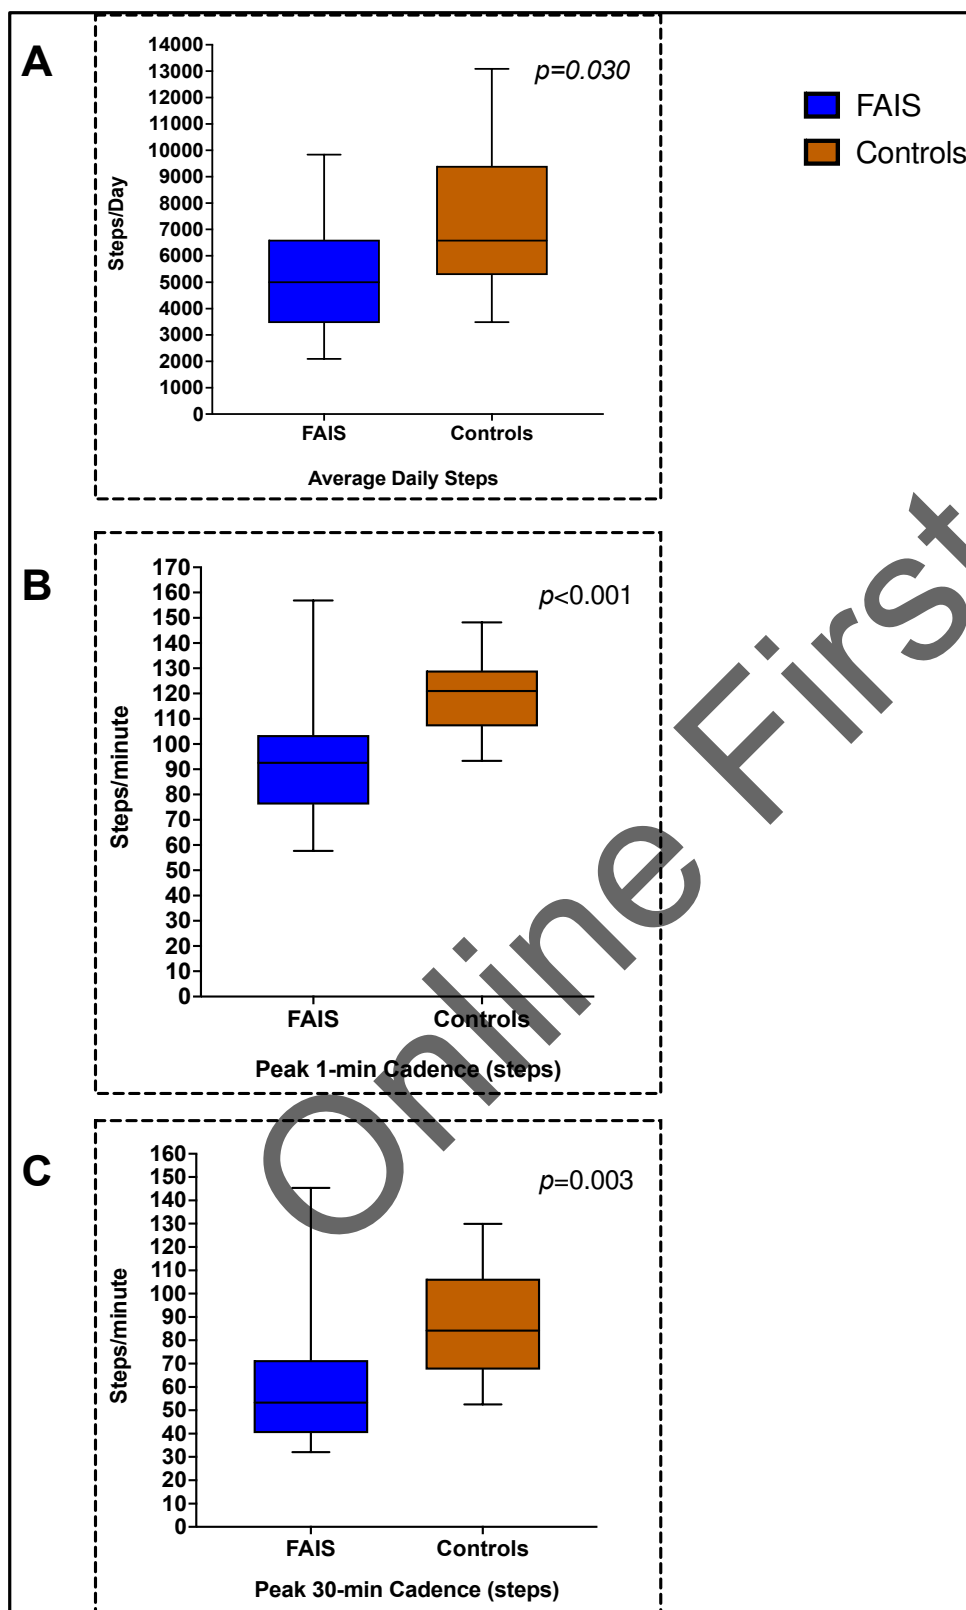 A
14000
13000
12000
11000
10000
9000
8000
7000
6000
5000
4000
3000
2000
1000
0
Steps/Day
p=0.030
FAIS
Controls
Average Daily Steps
FAIS
Controls
B
170
160
150
140
130
120
110
100
90
80
70
60
50
40
30
20
10
0
Steps/minute
p<0.001
FAIS
Controls
Peak 1-min Cadence (steps)
C
160
150
140
130
120
110
100
90
80
70
60
50
40
30
20
10
0
Steps/minute
p=0.003
FAIS
Controls
Peak 30-min Cadence (steps)
Online First